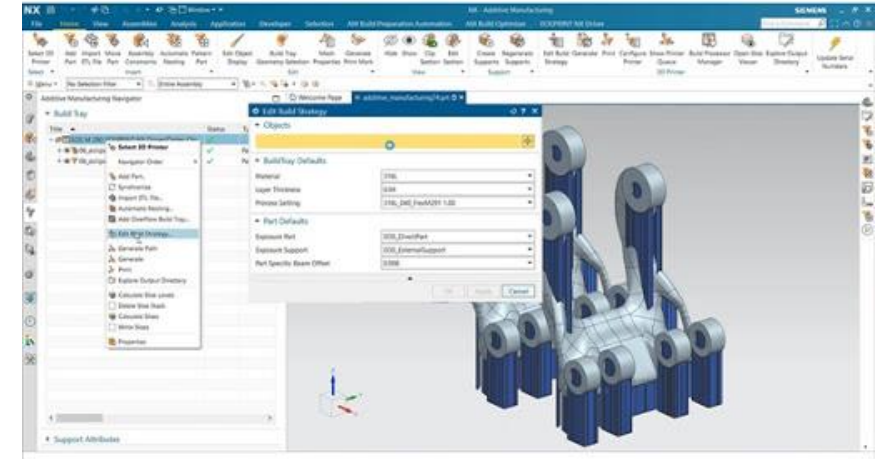 NX
NX - Additive Manufacturing
SIEMENS
File Home View Assemblies Analysis Application Developer Selection AM Build Preparation Automation AM Build Optimizer EOSPRINT NX Driver
Select 3D Printer
Add Part
Import STL File
Move Part
Assembly Constraints
Automatic Nesting
Pattern Part
Edit Object Display
Build Tray Geometry Selection
Mesh Properties
Generate Print Mark
Hide
Show
Clip Section
Edit Section
Create Supports
Regenerate Supports
Edit Build Strategy
Generate
Print
Configure Printer
Show Printer Queue
Build Processor Manager
Open Slice Viewer
Explore Output Directory
Update Serial Numbers
Select
Import
Edit
View
Support
3D Printer
Menu
No Selection Filter
Entire Assembly
Additive Manufacturing Navigator
Welcome Page
additive_manufacturing74.prt
Build Tray
Title
Status
Select 3D Printer
Navigator Order
Add Part...
Synchronize
Import STL File...
Automatic Nesting...
Add Overflow Build Tray...
Edit Build Strategy...
Generate Path
Generate
Print
Explore Output Directory
Calculate Slice Levels
Delete Slice Stack
Calculate Slices
Write Slices
Properties
Support Attributes
Edit Build Strategy
Objects
BuildTray Defaults
Material 316L
Layer Thickness 0.04
Process Setting
Part Defaults
Exposure Part EOS_DirectPart
Exposure Support EOS_ExternalSupport
Part Specific Beam Offset
OK Apply Cancel